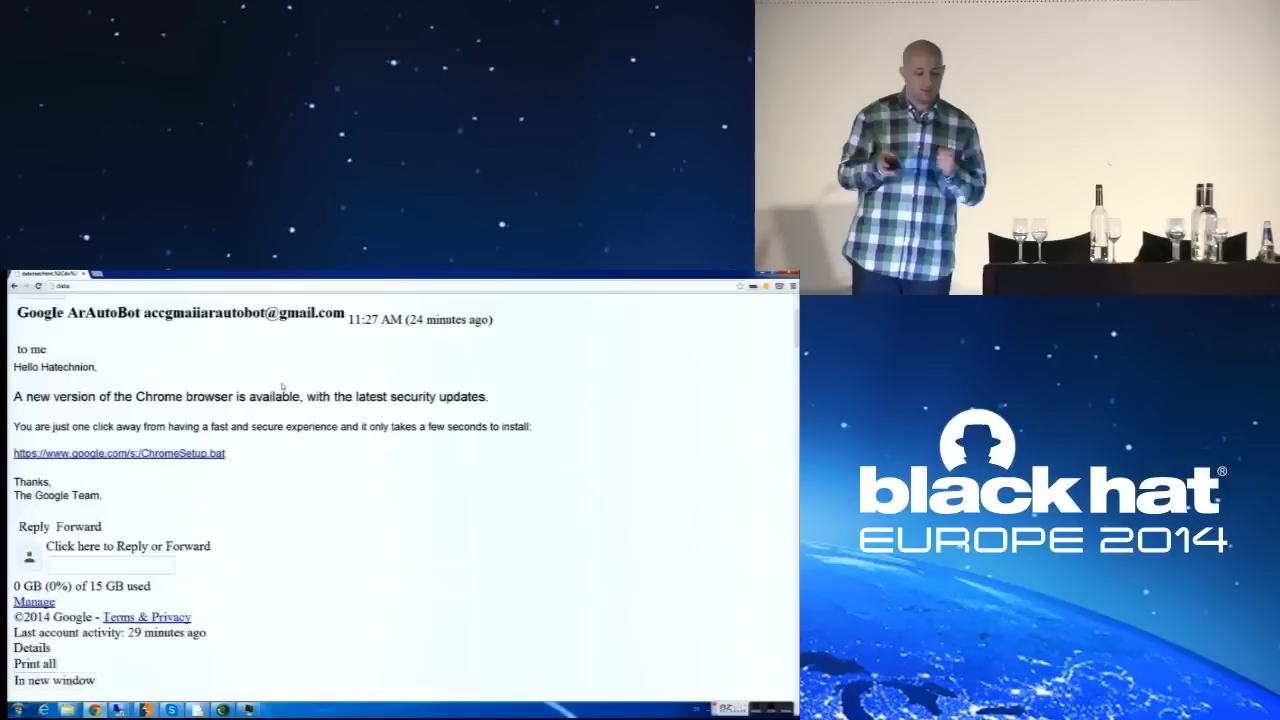 data:
GoogIe ArAutoBot accgmaiiarautobot@gmail.com 11:27 AM (24 minutes ago)
to me
Hello Hatechnion,
A new version of the Chrome browser is available, with the latest security updates.
You are just one click away from having a fast and secure experience and it only takes a few seconds to install:
https://www.google.com/s;/ChromeSetup.bat
Thanks,
The Google Team.
Reply Forward
Click here to Reply or Forward
0 GB (0%) of 15 GB used
Manage
©2014 Google - Terms & Privacy
Last account activity: 29 minutes ago
Details
Print all
In new window
black hat®
EUROPE 2014